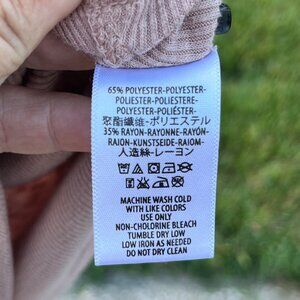 65% POLYESTER-POLYESTER-
POLIESTER-POLIESTERE-
POLYESTER-POLIÉSTER-
聚酯纖維-ポリエステル
35% RAYON-RAYONNE-RAYÓN-
RAION-KUNSTSEIDE-RAIOM-
人造絲-レーヨン
MACHINE WASH COLD
WITH LIKE COLORS
USE ONLY
NON-CHOLORINE BLEACH
TUMBLE DRY LOW
LOW IRON AS NEEDED
DO NOT DRY CLEAN